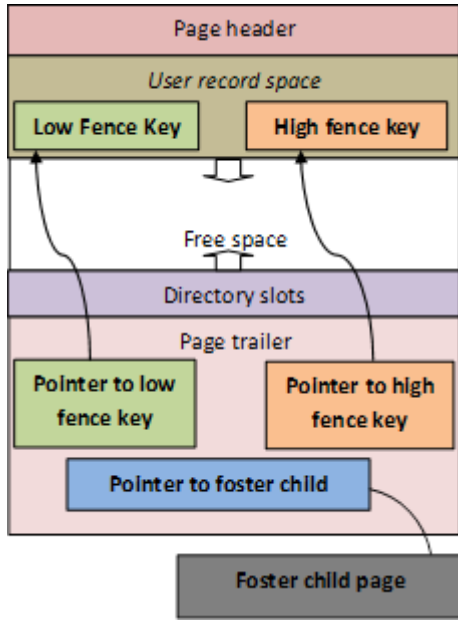 Page header
User record space
Low Fence Key
High fence key
Free space
Directory slots
Page trailer
Pointer to low
fence key
Pointer to high
fence key
Pointer to foster child
Foster child page